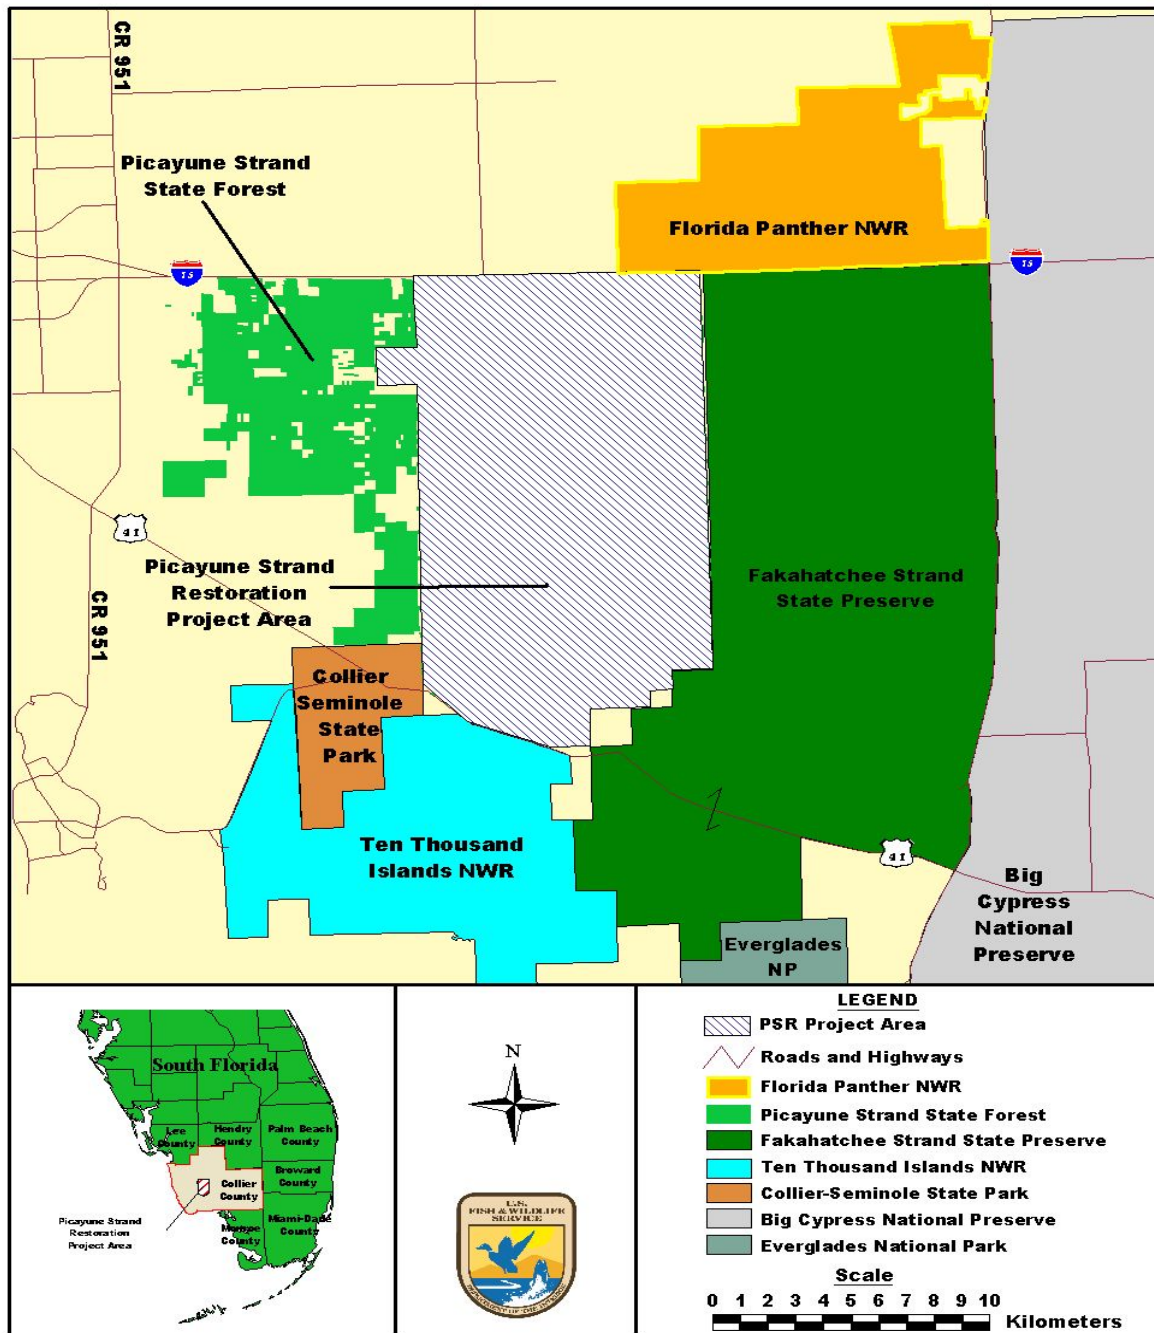 CR 951
Picayune Strand
State Forest
Florida Panther NWR
75
75
41
Picayune Strand
Restoration
Project Area
Fakahatchee Strand
State Preserve
CR 951
Collier
Seminole
State
Park
Ten Thousand
Islands NWR
41
Big
Cypress
National
Preserve
Everglades
NP
South Florida
Lee
County
Hendry
County
Palm Beach
County
Broward
County
Collier
County
Miami-Dade
County
Monroe
County
Picayune Strand
Restoration
Project Area
N
U.S.
FISH & WILDLIFE
SERVICE
DEPARTMENT OF THE INTERIOR
LEGEND
PSR Project Area
Roads and Highways
Florida Panther NWR
Picayune Strand State Forest
Fakahatchee Strand State Preserve
Ten Thousand Islands NWR
Collier-Seminole State Park
Big Cypress National Preserve
Everglades National Park
Scale
0 1 2 3 4 5 6 7 8 9 10
Kilometers